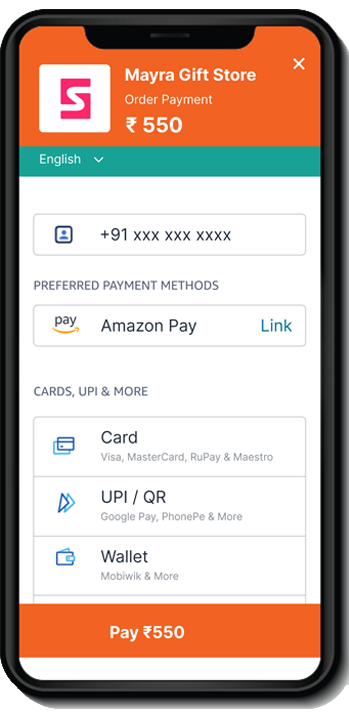 Mayra Gift Store
Order Payment
₹ 550
English
+91 xxx xxx xxxx
PREFERRED PAYMENT METHODS
pay
Amazon Pay
Link
CARDS, UPI & MORE
Card
Visa, MasterCard, RuPay & Maestro
UPI / QR
Google Pay, PhonePe & More
Wallet
Mobiwik & More
Pay ₹550